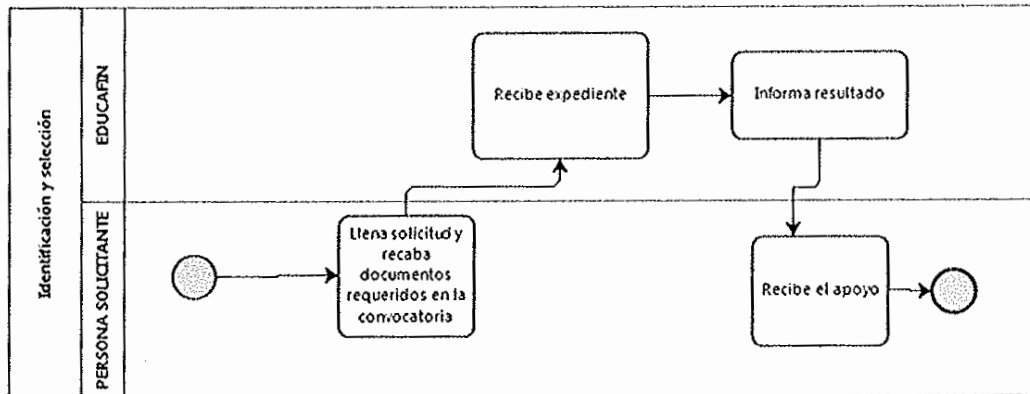 Identificación y selección
EDUCAFIN
Recibe expediente
Informa resultado
PERSONA SOLICITANTE
Llena solicitud y
recaba
documentos
requeridos en la
convocatoria
Recibe el apoyo